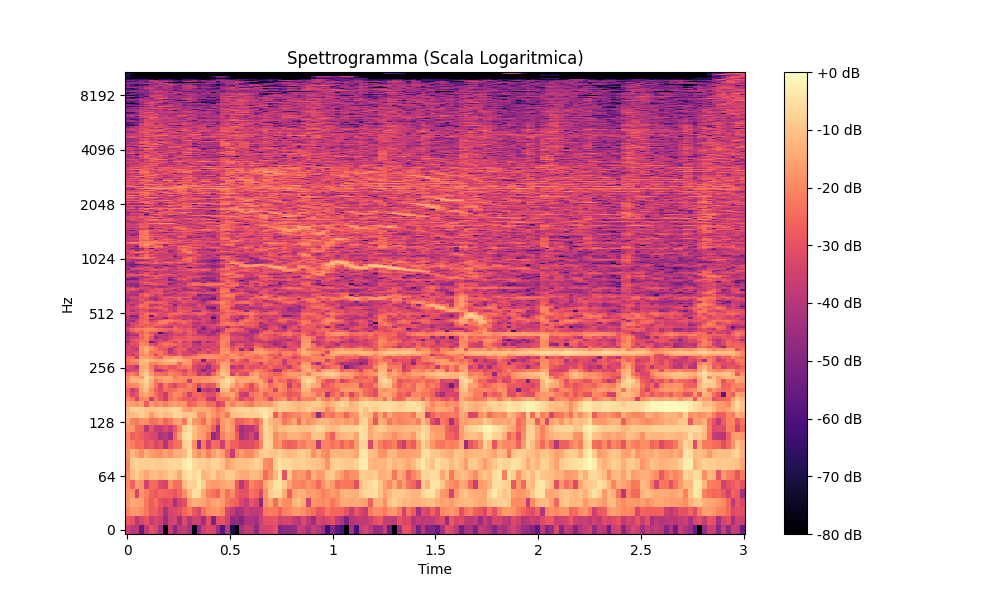 Spettrogramma (Scala Logaritmica)
Hz
8192
4096
2048
1024
512
256
128
64
0
0
0.5
1
1.5
2
2.5
3
Time
+0 dB
-10 dB
-20 dB
-30 dB
-40 dB
-50 dB
-60 dB
-70 dB
-80 dB